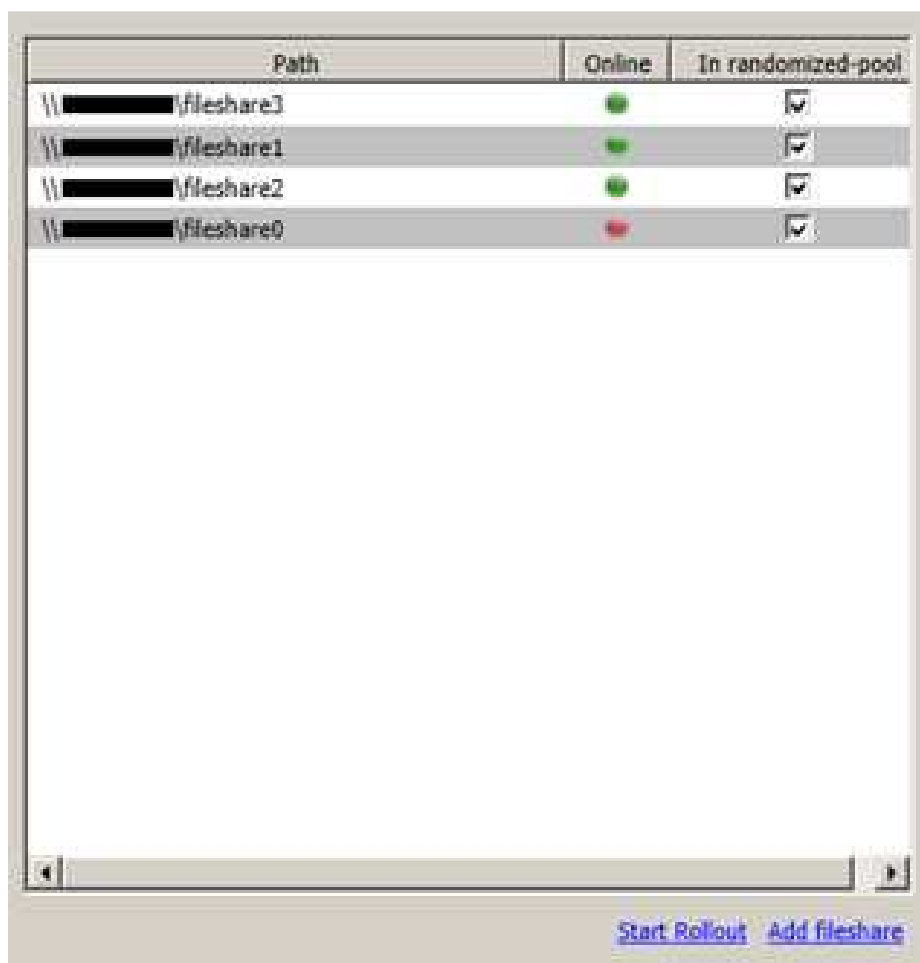 Path Online In randomized-pool
\\ \fileshare3
\\ \fileshare1
\\ \fileshare2
\\ \fileshare0
Start Rollout Add fileshare